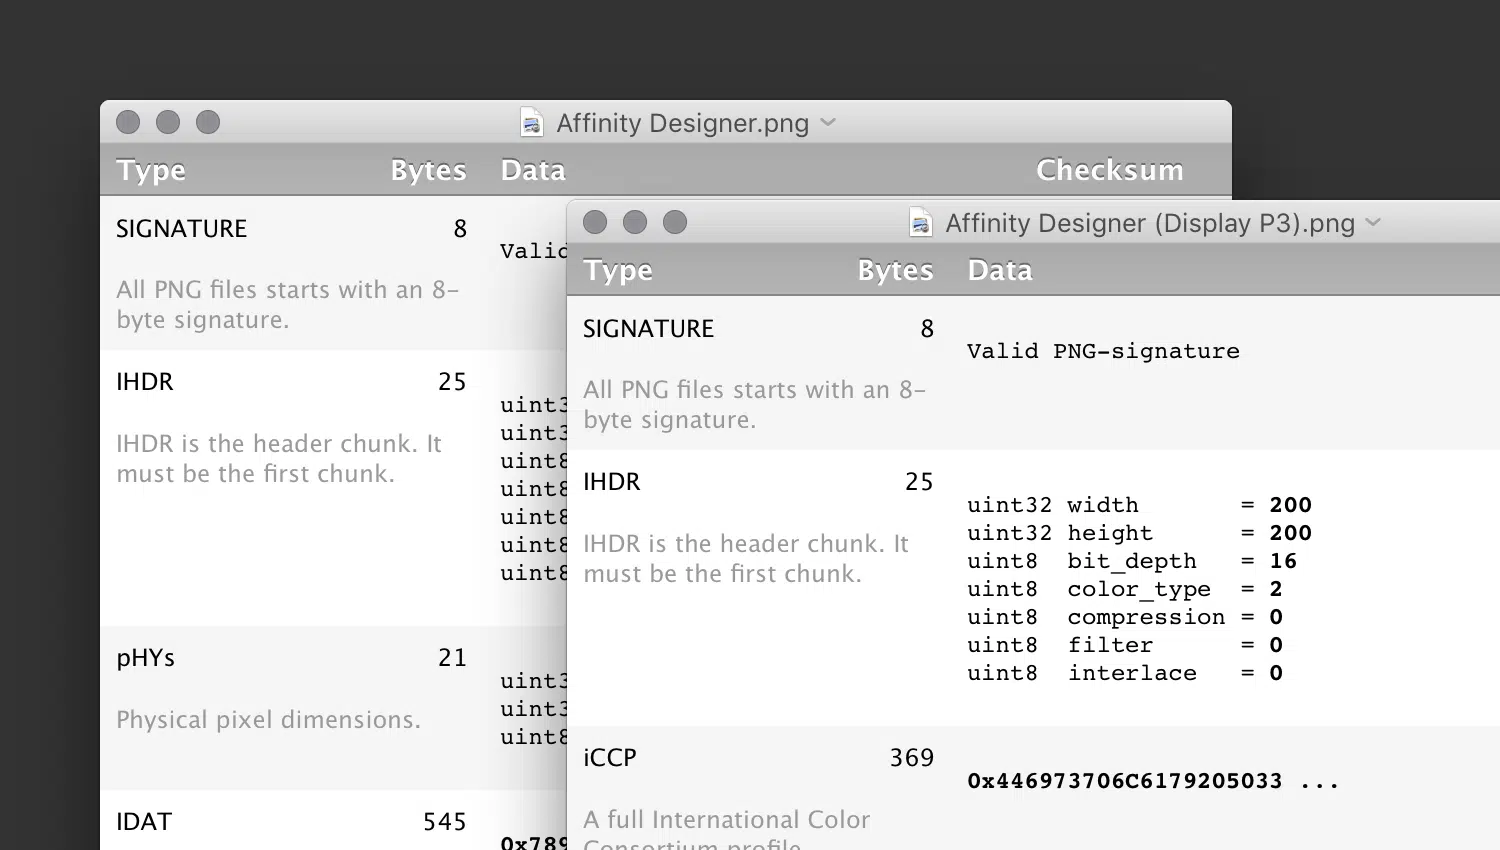 Affinity Designer.png
Type Bytes Data Checksum
SIGNATURE 8
Valid
All PNG files starts with an 8-
byte signature.
IHDR 25
IHDR is the header chunk. It
must be the first chunk.
uint3
uint3
uint8
uint8
uint8
uint8
uint8
pHYs 21
Physical pixel dimensions.
uint3
uint3
uint8
IDAT 545
0x789
Affinity Designer (Display P3).png
Type Bytes Data
SIGNATURE 8
Valid PNG-signature
All PNG files starts with an 8-
byte signature.
IHDR 25
IHDR is the header chunk. It
must be the first chunk.
uint32 width = 200
uint32 height = 200
uint8 bit_depth = 16
uint8 color_type = 2
uint8 compression = 0
uint8 filter = 0
uint8 interlace = 0
iCCP 369
0x446973706C6179205033 ...
A full International Color
Consortium profile